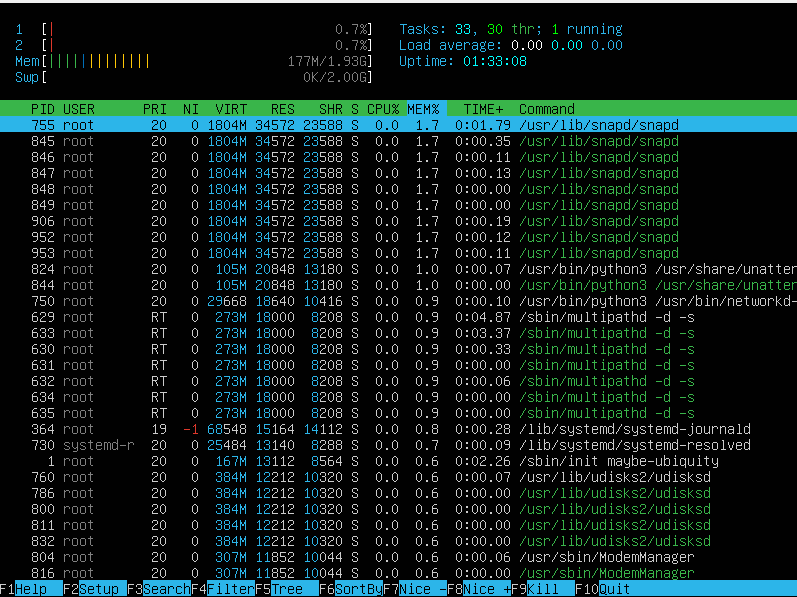 1 [| 0.7%] Tasks: 33, 30 thr; 1 running
2 [| 0.7%] Load average: 0.00 0.00 0.00
Mem[||||||||||||| 177M/1.93G] Uptime: 01:33:08
Swp[ 0K/2.00G]
PID USER PRI NI VIRT RES SHR S CPU% MEM% TIME+ Command
755 root 20 0 1804M 34572 23588 S 0.0 1.7 0:01.79 /usr/lib/snapd/snapd
845 root 20 0 1804M 34572 23588 S 0.0 1.7 0:00.35 /usr/lib/snapd/snapd
846 root 20 0 1804M 34572 23588 S 0.0 1.7 0:00.11 /usr/lib/snapd/snapd
847 root 20 0 1804M 34572 23588 S 0.0 1.7 0:00.13 /usr/lib/snapd/snapd
848 root 20 0 1804M 34572 23588 S 0.0 1.7 0:00.00 /usr/lib/snapd/snapd
849 root 20 0 1804M 34572 23588 S 0.0 1.7 0:00.00 /usr/lib/snapd/snapd
906 root 20 0 1804M 34572 23588 S 0.0 1.7 0:00.19 /usr/lib/snapd/snapd
952 root 20 0 1804M 34572 23588 S 0.0 1.7 0:00.12 /usr/lib/snapd/snapd
953 root 20 0 1804M 34572 23588 S 0.0 1.7 0:00.11 /usr/lib/snapd/snapd
824 root 20 0 105M 20848 13180 S 0.0 1.0 0:00.07 /usr/bin/python3 /usr/share/unatten
844 root 20 0 105M 20848 13180 S 0.0 1.0 0:00.00 /usr/bin/python3 /usr/share/unatten
750 root 20 0 29668 18640 10416 S 0.0 0.9 0:00.10 /usr/bin/python3 /usr/bin/networkd-
629 root RT 0 273M 18000 8208 S 0.0 0.9 0:04.87 /sbin/multipathd -d -s
633 root RT 0 273M 18000 8208 S 0.0 0.9 0:03.37 /sbin/multipathd -d -s
630 root RT 0 273M 18000 8208 S 0.0 0.9 0:00.33 /sbin/multipathd -d -s
631 root RT 0 273M 18000 8208 S 0.0 0.9 0:00.00 /sbin/multipathd -d -s
632 root RT 0 273M 18000 8208 S 0.0 0.9 0:00.06 /sbin/multipathd -d -s
634 root RT 0 273M 18000 8208 S 0.0 0.9 0:00.00 /sbin/multipathd -d -s
635 root RT 0 273M 18000 8208 S 0.0 0.9 0:00.00 /sbin/multipathd -d -s
364 root 19 -1 68548 15164 14112 S 0.0 0.8 0:00.28 /lib/systemd/systemd-journald
730 systemd-r 20 0 25484 13140 8288 S 0.0 0.7 0:00.09 /lib/systemd/systemd-resolved
1 root 20 0 167M 13112 8564 S 0.0 0.6 0:02.26 /sbin/init maybe-ubiquity
760 root 20 0 384M 12212 10320 S 0.0 0.6 0:00.07 /usr/lib/udisks2/udisksd
786 root 20 0 384M 12212 10320 S 0.0 0.6 0:00.00 /usr/lib/udisks2/udisksd
800 root 20 0 384M 12212 10320 S 0.0 0.6 0:00.00 /usr/lib/udisks2/udisksd
811 root 20 0 384M 12212 10320 S 0.0 0.6 0:00.00 /usr/lib/udisks2/udisksd
832 root 20 0 384M 12212 10320 S 0.0 0.6 0:00.00 /usr/lib/udisks2/udisksd
804 root 20 0 307M 11852 10044 S 0.0 0.6 0:00.06 /usr/sbin/ModemManager
816 root 20 0 307M 11852 10044 S 0.0 0.6 0:00.00 /usr/sbin/ModemManager
F1Help F2Setup F3SearchF4FilterF5Tree F6SortByF7Nice -F8Nice +F9Kill F10Quit